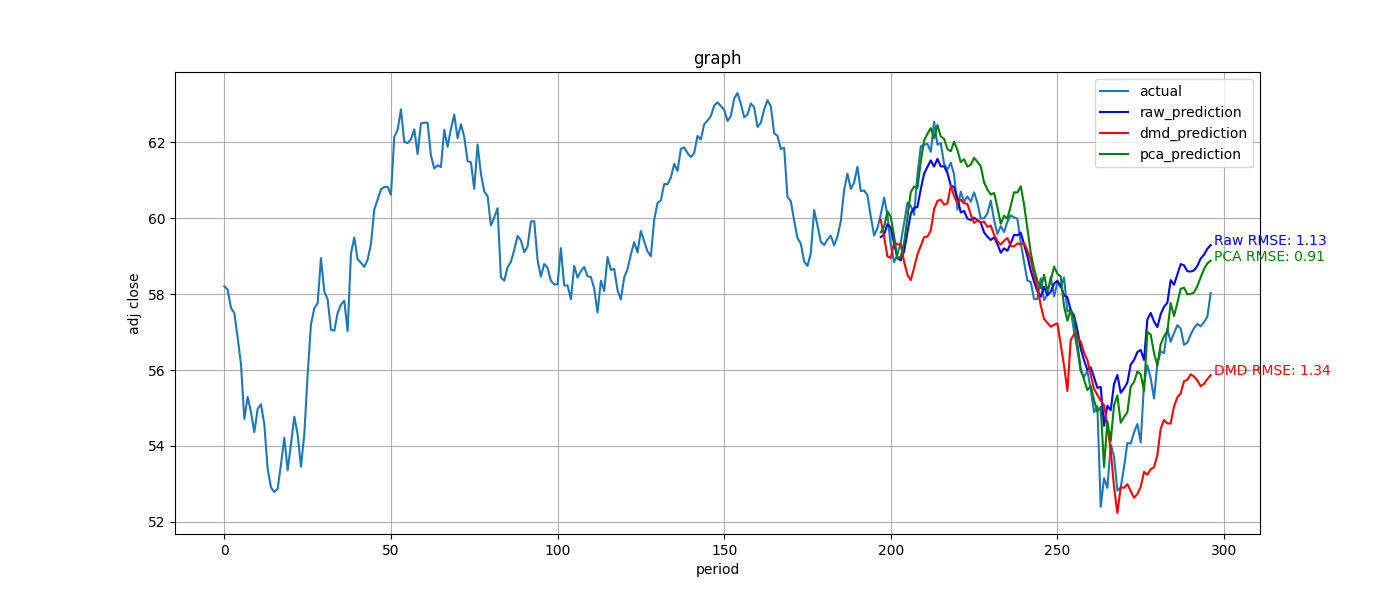 graph
actual
raw_prediction
dmd_prediction
pca_prediction
Raw RMSE: 1.13
PCA RMSE: 0.91
DMD RMSE: 1.34
adj close
62
60
58
56
54
52
0 50 100 150 200 250 300
period